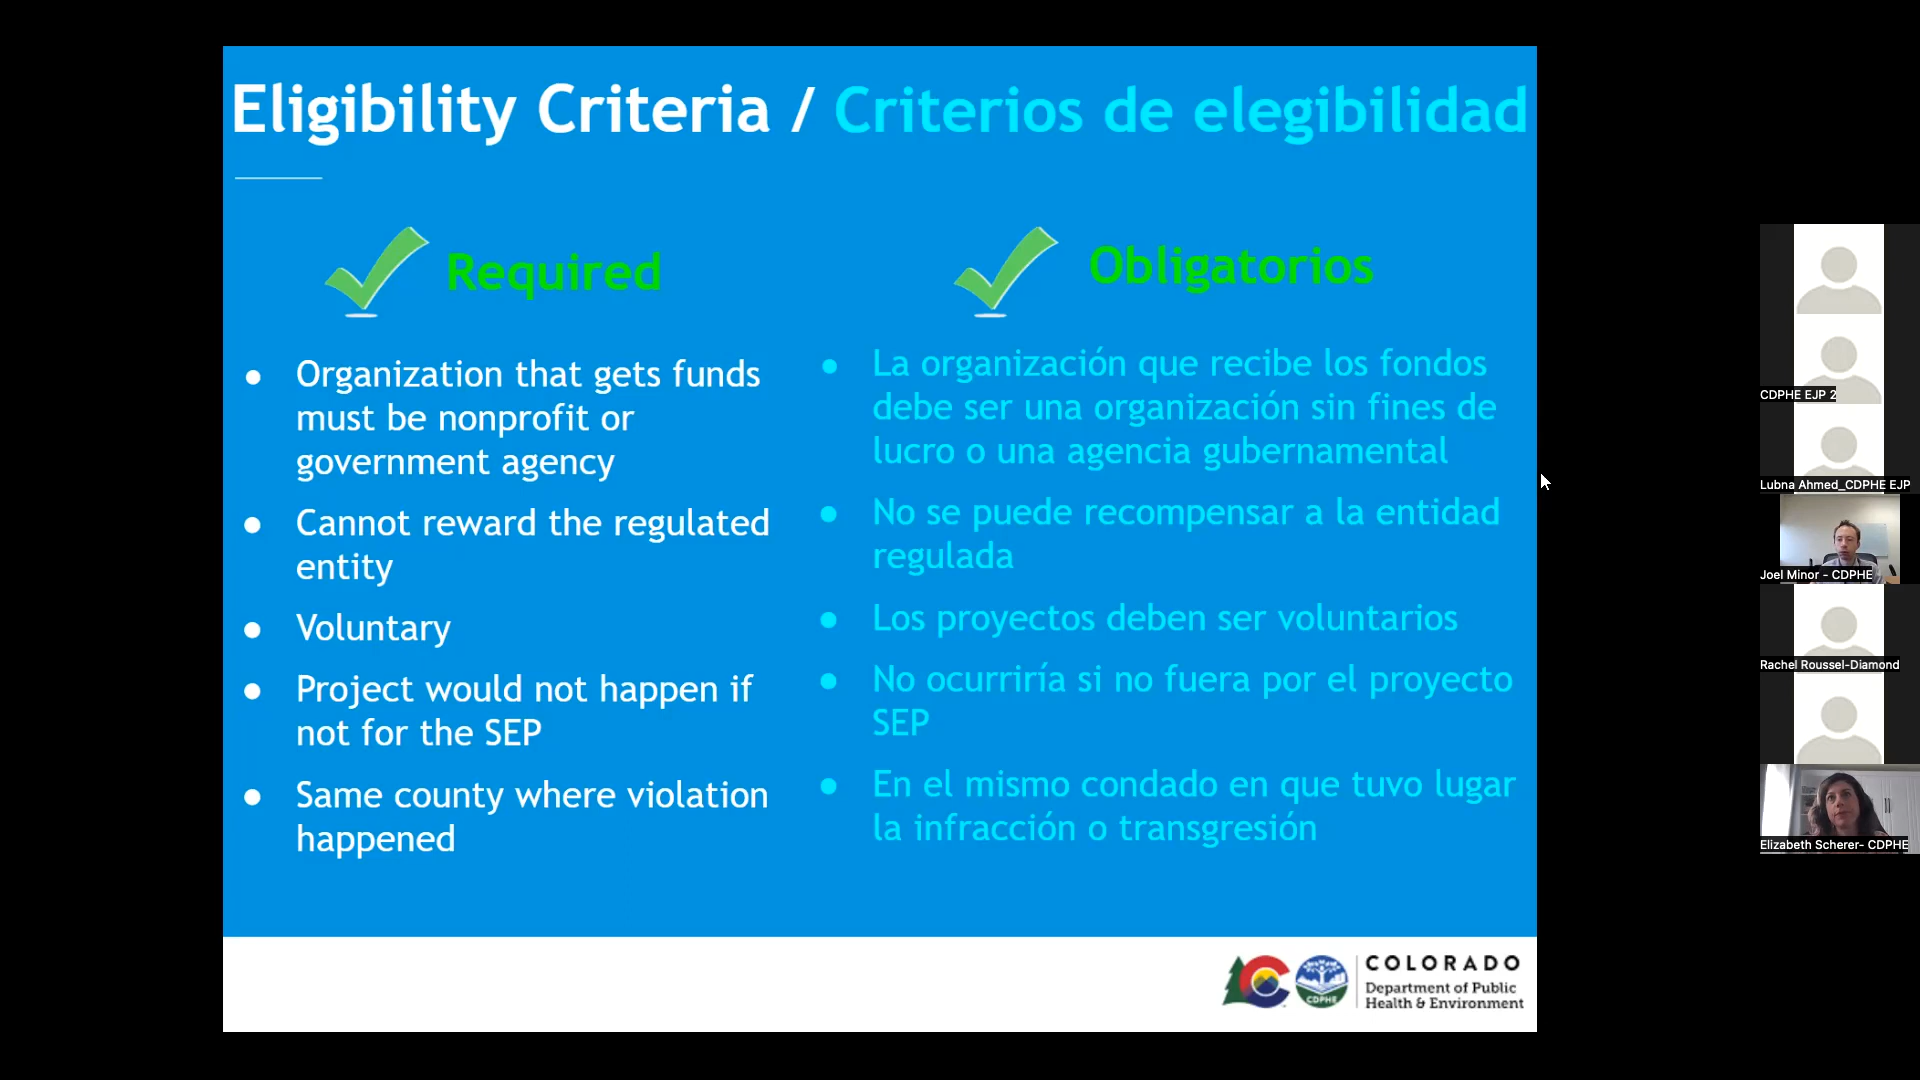 Eligibility Criteria / Criterios de elegibilidad
Required
● Organization that gets funds
must be nonprofit or
government agency
● Cannot reward the regulated
entity
● Voluntary
● Project would not happen if
not for the SEP
● Same county where violation
happened
Obligatorios
● La organización que recibe los fondos
debe ser una organización sin fines de
lucro o una agencia gubernamental
● No se puede recompensar a la entidad
regulada
● Los proyectos deben ser voluntarios
● No ocurriría si no fuera por el proyecto
SEP
● En el mismo condado en que tuvo lugar
la infracción o transgresión
CDPHE
COLORADO
Department of Public
Health & Environment
CDPHE EJP 2
Lubna Ahmed_CDPHE EJP
Joel Minor - CDPHE
Rachel Roussel-Diamond
Elizabeth Scherer- CDPHE